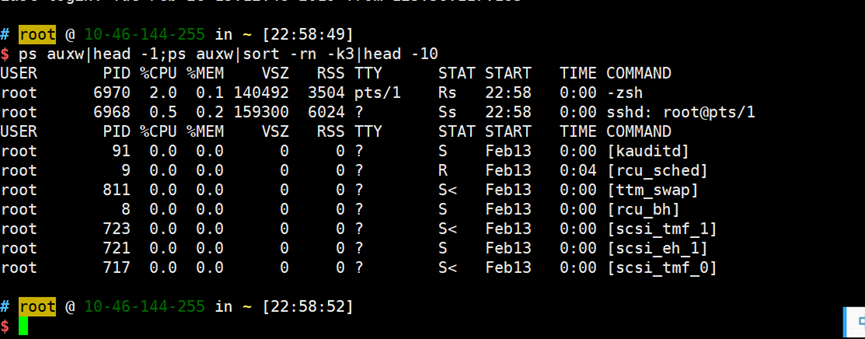 # root @ 10-46-144-255 in ~ [22:58:49]
$ ps auxw|head -1;ps auxw|sort -rn -k3|head -10
USER       PID %CPU %MEM    VSZ   RSS TTY      STAT START   TIME COMMAND
root      6970  2.0  0.1 140492  3504 pts/1    Rs   22:58   0:00 -zsh
root      6968  0.5  0.2 159300  6024 ?        Ss   22:58   0:00 sshd: root@pts/1
USER       PID %CPU %MEM    VSZ   RSS TTY      STAT START   TIME COMMAND
root        91  0.0  0.0      0     0 ?        S    Feb13   0:00 [kauditd]
root         9  0.0  0.0      0     0 ?        R    Feb13   0:04 [rcu_sched]
root       811  0.0  0.0      0     0 ?        S<   Feb13   0:00 [ttm_swap]
root         8  0.0  0.0      0     0 ?        S    Feb13   0:00 [rcu_bh]
root       723  0.0  0.0      0     0 ?        S<   Feb13   0:00 [scsi_tmf_1]
root       721  0.0  0.0      0     0 ?        S    Feb13   0:00 [scsi_eh_1]
root       717  0.0  0.0      0     0 ?        S<   Feb13   0:00 [scsi_tmf_0]
# root @ 10-46-144-255 in ~ [22:58:52]
$